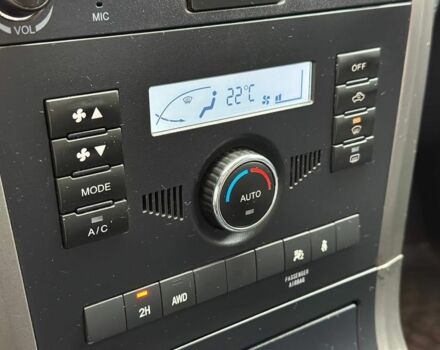 VOL
MIC
22°C
OFF
MODE
AUTO
A/C
2H
AWD
PASSENGER
AIRBAG